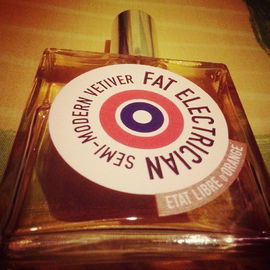 FAT ELECTRICIAN
SEMI-MODERN VETIVER
ETAT LIBRE d'ORANGE